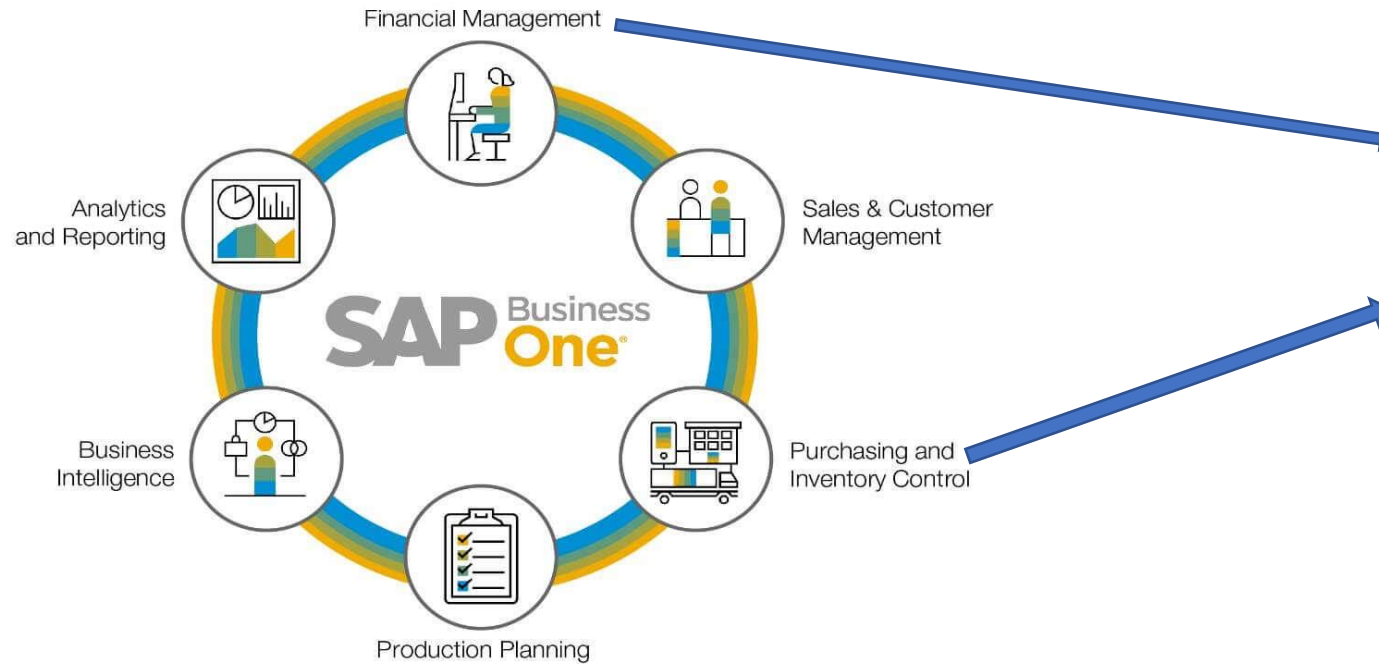 Financial Management
Analytics
and Reporting
Sales & Customer
Management
SAP Business
One®
Business
Intelligence
Purchasing and
Inventory Control
Production Planning